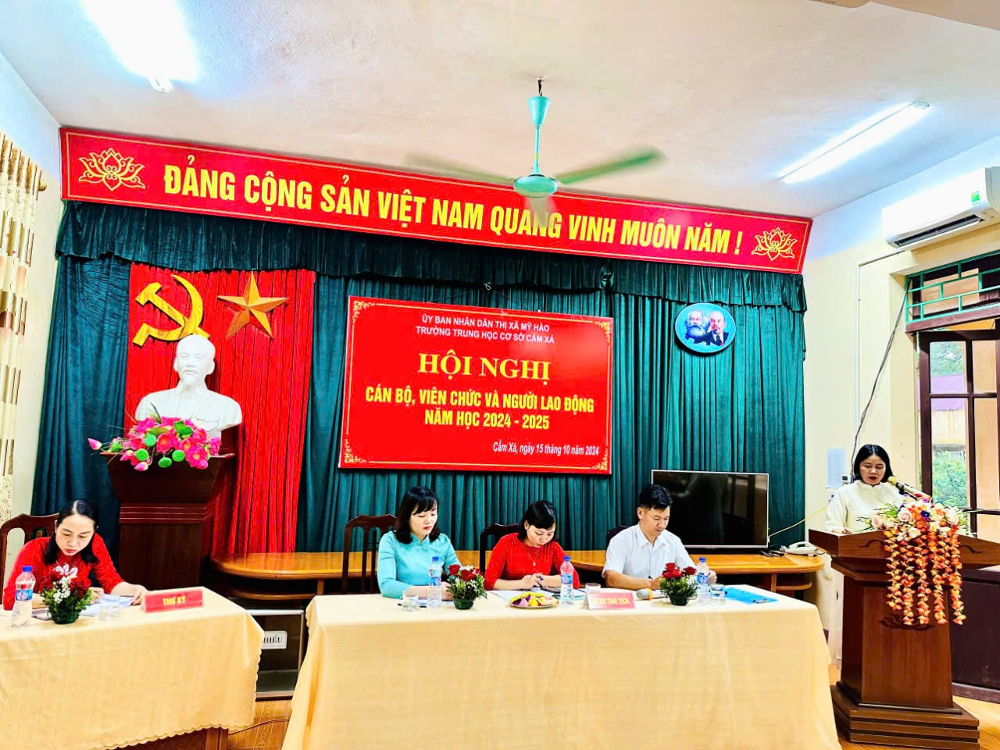 ĐẢNG CỘNG SẢN VIỆT NAM QUANG VINH MUÔN NĂM !
ỦY BAN NHÂN DÂN THỊ XÃ MỸ HÀO
TRƯỜNG TRUNG HỌC CƠ SỞ CẨM XÁ
HỘI NGHỊ
CÁN BỘ, VIÊN CHỨC VÀ NGƯỜI LAO ĐỘNG
NĂM HỌC 2024 - 2025
Cẩm Xá, ngày 15 tháng 10 năm 2024
THƯ KÝ
ĐOÀN CHỦ TỊCH